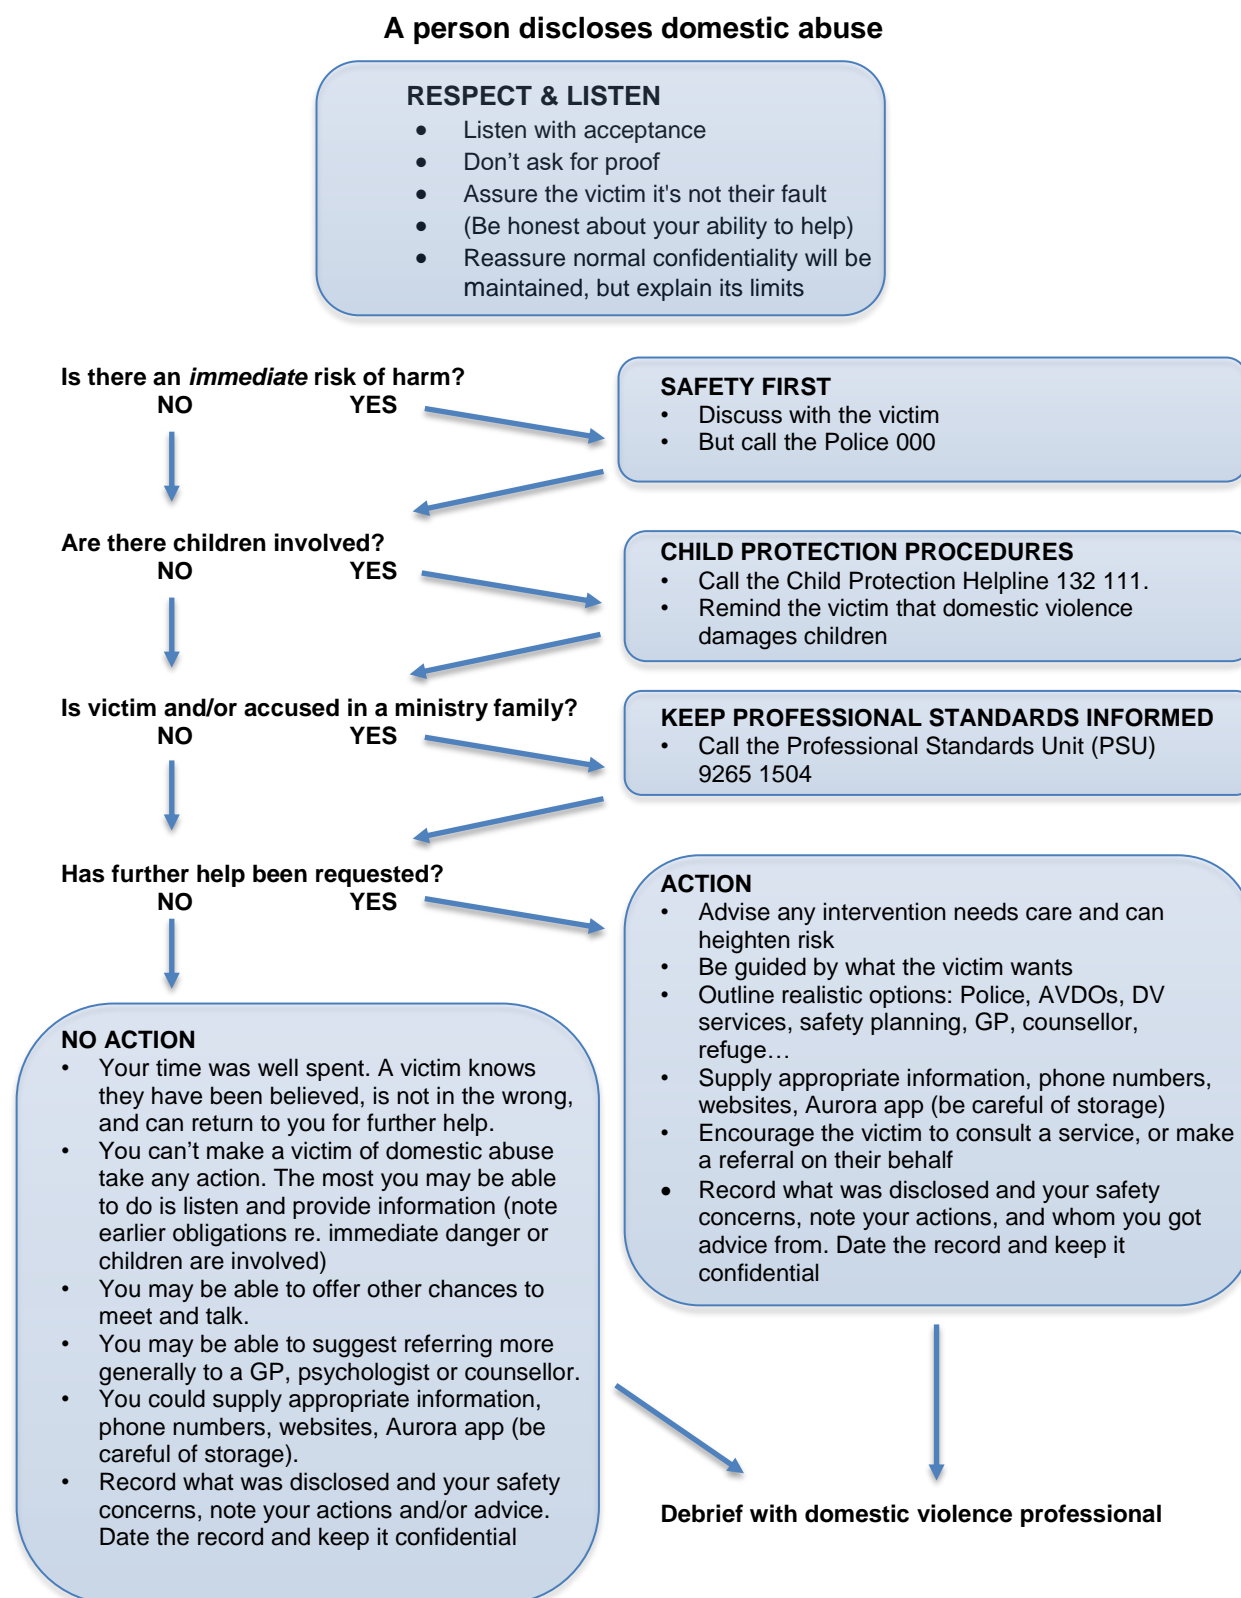 A person discloses domestic abuse
RESPECT & LISTEN
• Listen with acceptance
• Don’t ask for proof
• Assure the victim it's not their fault
• (Be honest about your ability to help)
• Reassure normal confidentiality will be
maintained, but explain its limits
Is there an immediate risk of harm?
NO YES
SAFETY FIRST
• Discuss with the victim
• But call the Police 000
Are there children involved?
NO YES
CHILD PROTECTION PROCEDURES
• Call the Child Protection Helpline 132 111.
• Remind the victim that domestic violence
damages children
Is victim and/or accused in a ministry family?
NO YES
KEEP PROFESSIONAL STANDARDS INFORMED
• Call the Professional Standards Unit (PSU)
9265 1504
Has further help been requested?
NO YES
ACTION
• Advise any intervention needs care and can
heighten risk
• Be guided by what the victim wants
• Outline realistic options: Police, AVDOs, DV
services, safety planning, GP, counsellor,
refuge…
• Supply appropriate information, phone numbers,
websites, Aurora app (be careful of storage)
• Encourage the victim to consult a service, or make
a referral on their behalf
• Record what was disclosed and your safety
concerns, note your actions, and whom you got
advice from. Date the record and keep it
confidential
NO ACTION
• Your time was well spent. A victim knows
they have been believed, is not in the wrong,
and can return to you for further help.
• You can’t make a victim of domestic abuse
take any action. The most you may be able
to do is listen and provide information (note
earlier obligations re. immediate danger or
children are involved)
• You may be able to offer other chances to
meet and talk.
• You may be able to suggest referring more
generally to a GP, psychologist or counsellor.
• You could supply appropriate information,
phone numbers, websites, Aurora app (be
careful of storage).
• Record what was disclosed and your safety
concerns, note your actions and/or advice.
Date the record and keep it confidential
Debrief with domestic violence professional